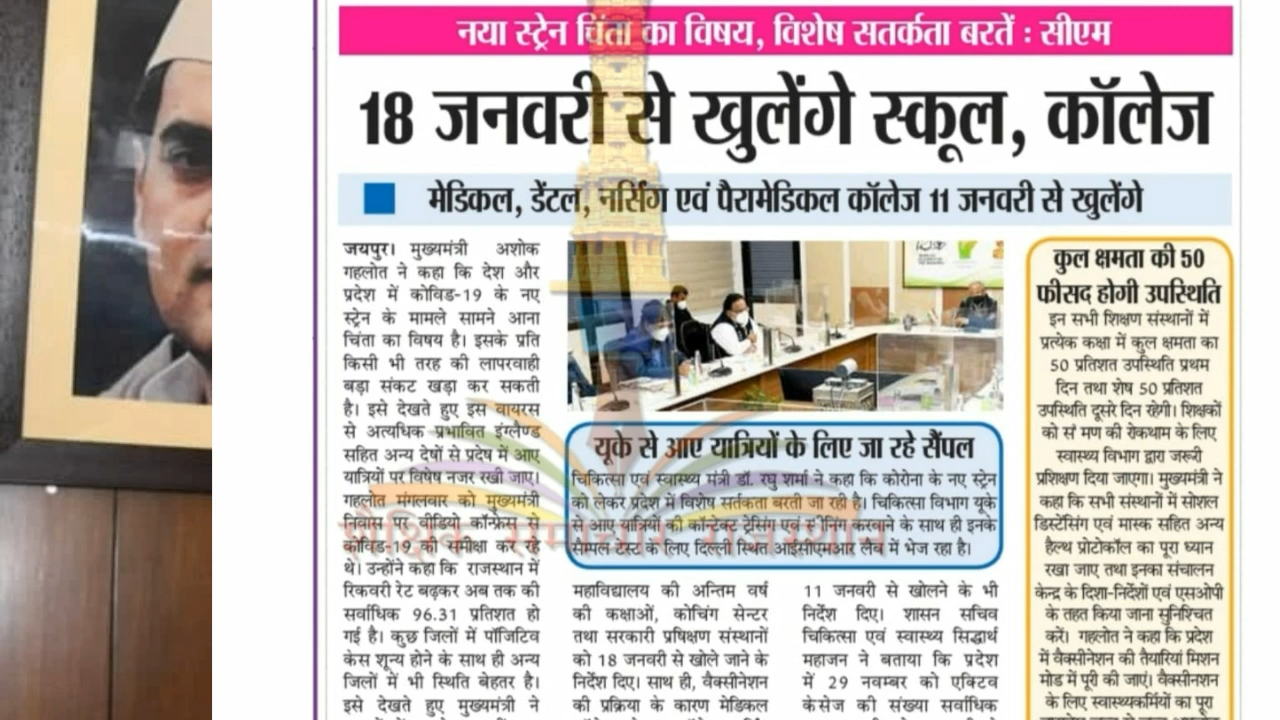 नया स्ट्रेन चिंता का विषय, विशेष सतर्कता बरतें : सीएम
18 जनवरी से खुलेंगे स्कूल, कॉलेज
मेडिकल, डेंटल, नर्सिग एवं पैरामेडिकल कॉलेज 11 जनवरी से खुलेंगे
जयपुर। मुख्यमंत्री अशोक
गहलोत ने कहा कि देश और
प्रदेश में कोविड-19 के नए
स्ट्रेन के मामले सामने आना
चिंता का विषय है। इसके प्रति
किसी भी तरह की लापरवाही
बड़ा संकट खड़ा कर सकती
है। इसे देखते हुए इस वायरस
से अत्यधिक प्रभावित इंग्लैण्ड
सहित अन्य देषों से प्रदेष में आए
यात्रियों पर विषेष नजर रखी जाए।
गहलोत मंगलवार को मुख्यमंत्री
निवास पर वीडियो कॉन्फ्रेंस से
कोविड-19 की समीक्षा कर रहे
थे। उन्होंने कहा कि राजस्थान में
रिकवरी रेट बढ़कर अब तक की
सर्वाधिक 96.31 प्रतिशत हो
गई है। कुछ जिलों में पॉजिटिव
केस शून्य होने के साथ ही अन्य
जिलों में भी स्थिति बेहतर है।
इसे देखते हुए मुख्यमंत्री ने
यूके से आए यात्रियों के लिए जा रहे सैंपल
चिकित्सा एवं स्वास्थ्य मंत्री डॉ. रघु शर्मा ने कहा कि कोरोना के नए स्ट्रेन
को लेकर प्रदेश में विशेष सर्तकता बरती जा रही है। चिकित्सा विभाग यूके
से आए यात्रियों की कॉन्टेक्ट ट्रेसिंग एवं स्ीनिंग करवाने के साथ ही इनके
सैम्पल टेस्ट के लिए दिल्ली स्थित आईसीएमआर लैब में भेज रहा है।
महाविद्यालय की अन्तिम वर्ष
की कक्षाओं, कोचिंग सेन्टर
तथा सरकारी प्रषिक्षण संस्थानों
को 18 जनवरी से खोले जाने के
निर्देश दिए। साथ ही, वैक्सीनेशन
की प्रक्रिया के कारण मेडिकल
11 जनवरी से खोलने के भी
निर्देश दिए। शासन सचिव
चिकित्सा एवं स्वास्थ्य सिद्धार्थ
महाजन ने बताया कि प्रदेश
में 29 नवम्बर को एक्टिव
केसेज की संख्या सर्वाधिक
कुल क्षमता की 50
फीसद होगी उपस्थिति
इन सभी शिक्षण संस्थानों में
प्रत्येक कक्षा में कुल क्षमता का
50 प्रतिशत उपस्थिति प्रथम
दिन तथा शेष 50 प्रतिशत
उपस्थिति दूसरे दिन रहेगी। शिक्षकों
को सं मण की रोकथाम के लिए
स्वास्थ्य विभाग द्वारा जरूरी
प्रशिक्षण दिया जाएगा। मुख्यमंत्री ने
कहा कि सभी संस्थानों में सोशल
डिस्टेंसिंग एवं मास्क सहित अन्य
हैल्थ प्रोटोकॉल का पूरा ध्यान
रखा जाए तथा इनका संचालन
केन्द्र के दिशा-निर्देशों एवं एसओपी
के तहत किया जाना सुनिश्चित
करें। गहलोत ने कहा कि प्रदेश
में वैक्सीनेशन की तैयारियां मिशन
मोड में पूरी की जाएं। वैक्सीनशन
के लिए स्वास्थ्यकर्मियों का पूरा
शैक्षिक समाचार राजस्थान